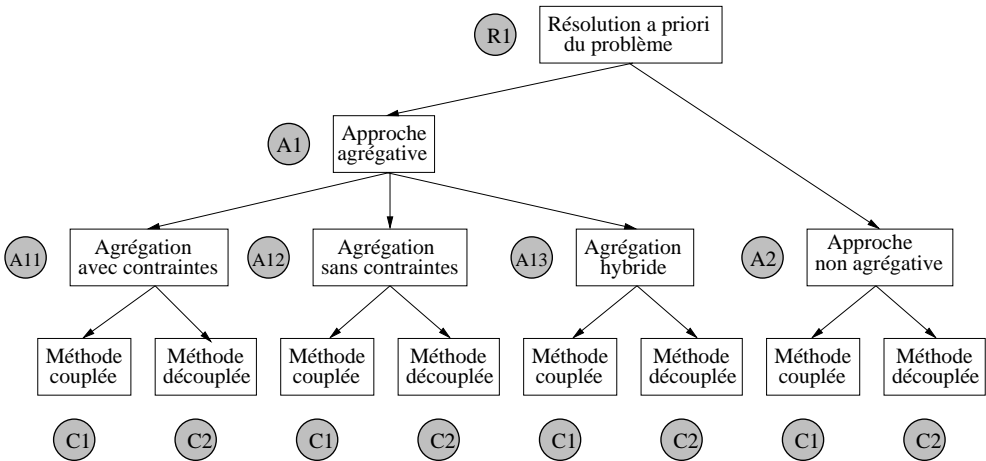 R1
Résolution a priori
du problème
A1
Approche
agrégative
A11
Agrégation
avec contraintes
A12
Agrégation
sans contraintes
A13
Agrégation
hybride
A2
Approche
non agrégative
Méthode
couplée
Méthode
découplée
Méthode
couplée
Méthode
découplée
Méthode
couplée
Méthode
découplée
Méthode
couplée
Méthode
découplée
C1
C2
C1
C2
C1
C2
C1
C2